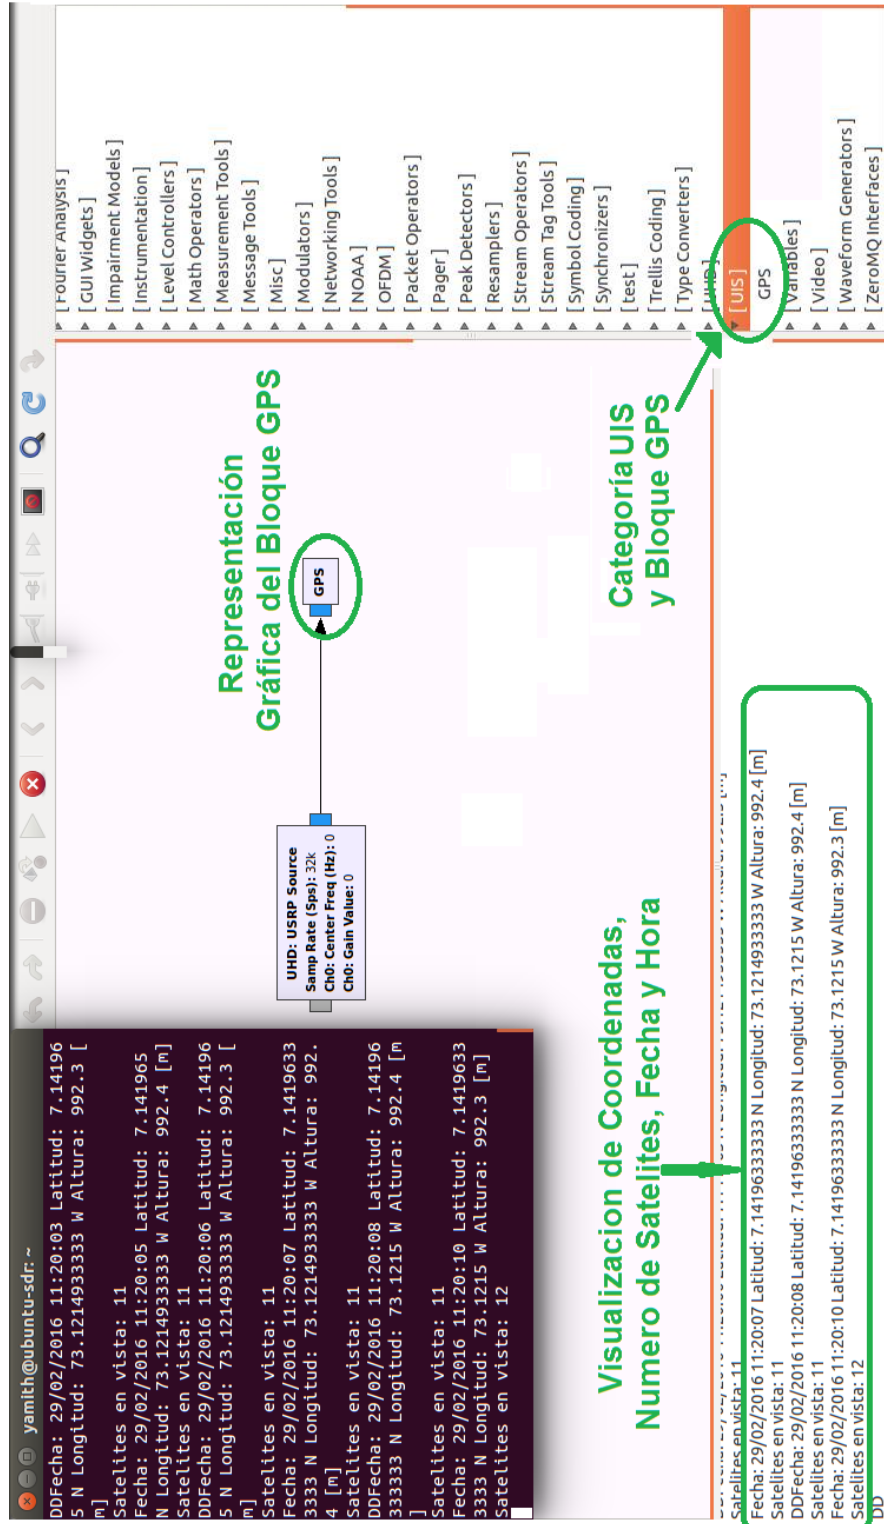 yamith@ubuntu-sdr: ~
DDFecha: 29/02/2016 11:20:03 Latitud: 7.14196
5 N Longitud: 73.1214933333 W Altura: 992.3 [
m]
Satelites en vista: 11
Fecha: 29/02/2016 11:20:05 Latitud: 7.141965
N Longitud: 73.1214933333 W Altura: 992.4 [m]
Satelites en vista: 11
DDFecha: 29/02/2016 11:20:06 Latitud: 7.14196
5 N Longitud: 73.1214933333 W Altura: 992.3 [
m]
Satelites en vista: 11
Fecha: 29/02/2016 11:20:07 Latitud: 7.1419633
3333 N Longitud: 73.1214933333 W Altura: 992.
4 [m]
Satelites en vista: 11
DDFecha: 29/02/2016 11:20:08 Latitud: 7.14196
333333 N Longitud: 73.1215 W Altura: 992.4 [m
]
Satelites en vista: 11
Fecha: 29/02/2016 11:20:10 Latitud: 7.1419633
3333 N Longitud: 73.1215 W Altura: 992.3 [m]
Satelites en vista: 12
UHD: USRP Source
Samp Rate (Sps): 32k
Ch0: Center Freq (Hz): 0
Ch0: Gain Value: 0
Representación
Gráfica del Bloque GPS
GPS
[ Fourier Analysis ]
[ GUI Widgets ]
[ Impairment Models ]
[ Instrumentation ]
[ Level Controllers ]
[ Math Operators ]
[ Measurement Tools ]
[ Message Tools ]
[ Misc ]
[ Modulators ]
[ Networking Tools ]
[ NOAA ]
[ OFDM ]
[ Packet Operators ]
[ Pager ]
[ Peak Detectors ]
[ Resamplers ]
[ Stream Operators ]
[ Stream Tag Tools ]
[ Symbol Coding ]
[ Synchronizers ]
[ test ]
[ Trellis Coding ]
[ Type Converters ]
[ UHD ]
[ UIS ]
GPS
[ Variables ]
[ Video ]
[ Waveform Generators ]
[ ZeroMQ Interfaces ]
Categoría UIS
y Bloque GPS
Visualizacion de Coordenadas,
Numero de Satelites, Fecha y Hora
Satelites en vista: 11
Fecha: 29/02/2016 11:20:07 Latitud: 7.14196333333 N Longitud: 73.1214933333 W Altura: 992.4 [m]
Satelites en vista: 11
DDFecha: 29/02/2016 11:20:08 Latitud: 7.14196333333 N Longitud: 73.1215 W Altura: 992.4 [m]
Satelites en vista: 11
Fecha: 29/02/2016 11:20:10 Latitud: 7.14196333333 N Longitud: 73.1215 W Altura: 992.3 [m]
Satelites en vista: 12
DD